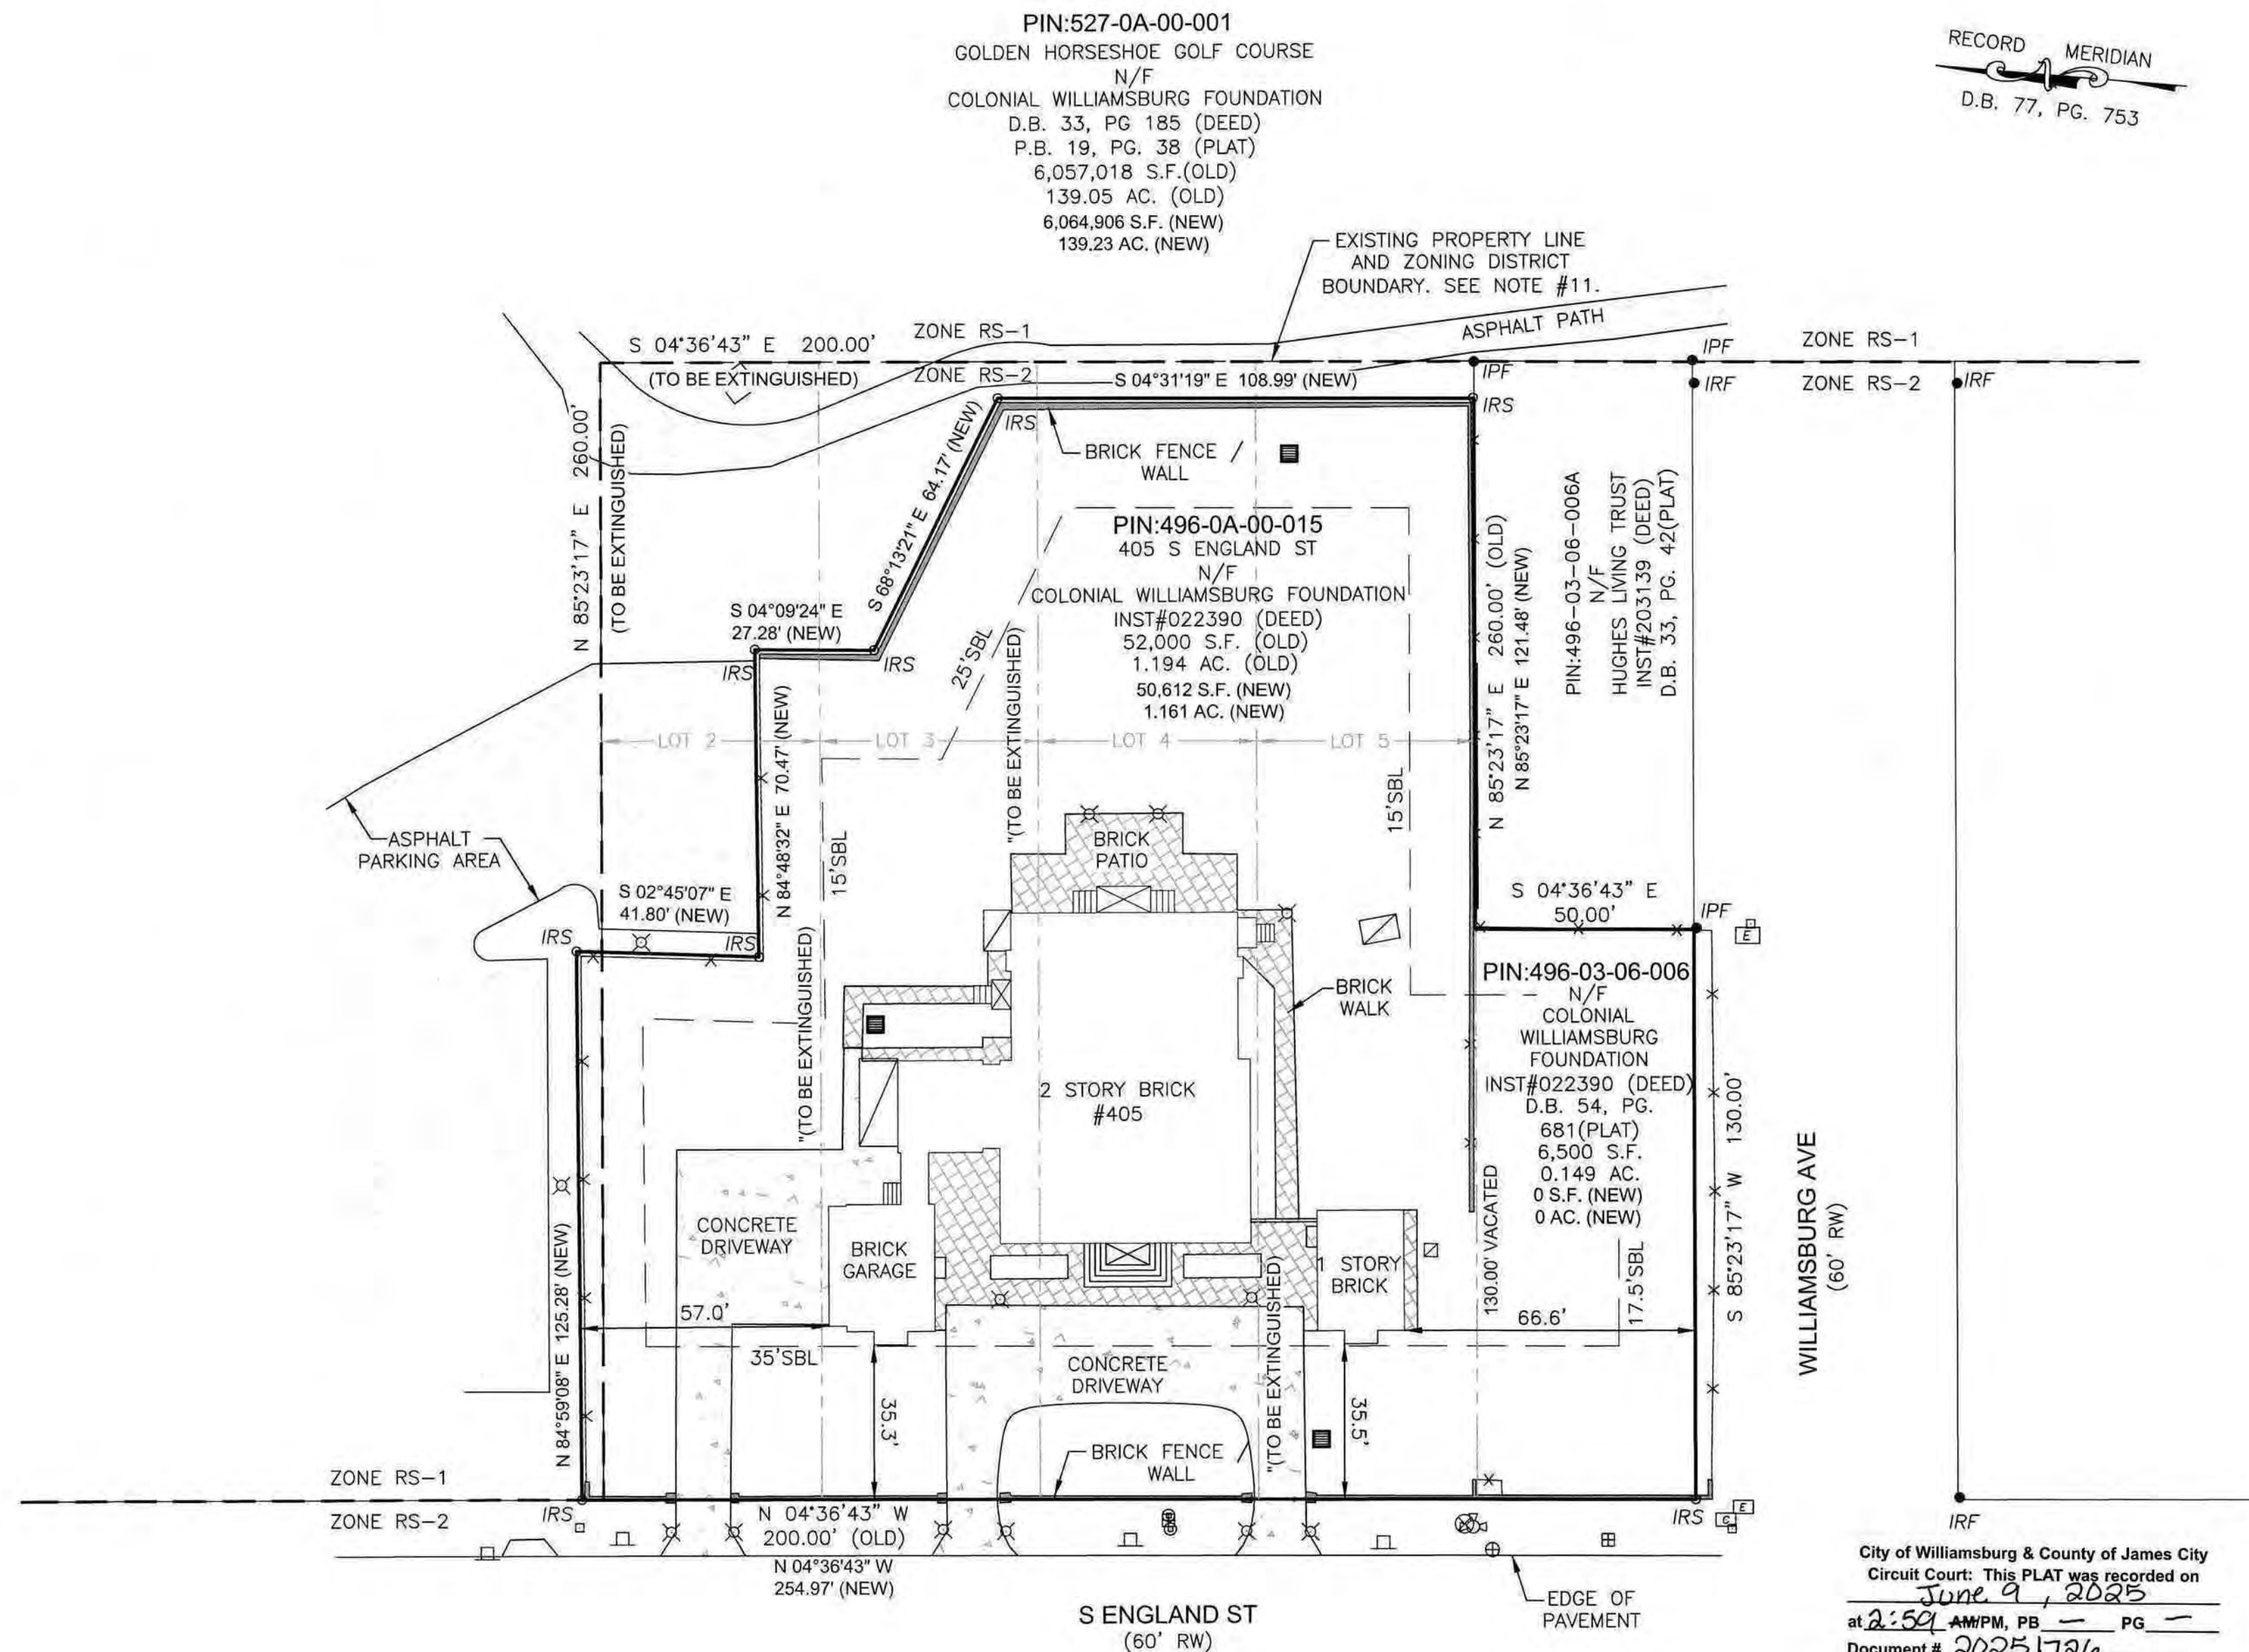 PIN:527-0A-00-001
GOLDEN HORSESHOE GOLF COURSE
N/F
COLONIAL WILLIAMSBURG FOUNDATION
D.B. 33, PG 185 (DEED)
P.B. 19, PG. 38 (PLAT)
6,057,018 S.F.(OLD)
139.05 AC. (OLD)
6,064,906 S.F. (NEW)
139.23 AC. (NEW)
RECORD MERIDIAN
D.B. 77, PG. 753
EXISTING PROPERTY LINE
AND ZONING DISTRICT
BOUNDARY. SEE NOTE #11.
ASPHALT PATH
S 04°36'43" E 200.00'
(TO BE EXTINGUISHED)
ZONE RS-1
ZONE RS-2
S 04°31'19" E 108.99' (NEW)
IPF
IPF
ZONE RS-1
IRF
ZONE RS-2
IRF
IRS
IRS
N 85°23'17" E 260.00'
(TO BE EXTINGUISHED)
S 68°13'21" E 64.17' (NEW)
BRICK FENCE /
WALL
PIN:496-0A-00-015
405 S ENGLAND ST
N/F
COLONIAL WILLIAMSBURG FOUNDATION
INST#022390 (DEED)
52,000 S.F. (OLD)
1.194 AC. (OLD)
50,612 S.F. (NEW)
1.161 AC. (NEW)
N 85°23'17" E 260.00' (OLD)
N 85°23'17" E 121.48' (NEW)
PIN:496-03-06-006A
N/F
HUGHES LIVING TRUST
INST#203139 (DEED)
D.B. 33, PG. 42(PLAT)
S 04°09'24" E
27.28' (NEW)
IRS
IRS
25'SBL
"(TO BE EXTINGUISHED)
LOT 2
LOT 3
LOT 4
LOT 5
N 84°48'32" E 70.47' (NEW)
15'SBL
15'SBL
ASPHALT
PARKING AREA
S 02°45'07" E
41.80' (NEW)
IRS
IRS
BRICK
PATIO
S 04°36'43" E
50.00'
IPF
E
"(TO BE EXTINGUISHED)
BRICK
WALK
PIN:496-03-06-006
N/F
COLONIAL
WILLIAMSBURG
FOUNDATION
INST#022390 (DEED)
D.B. 54, PG.
681(PLAT)
6,500 S.F.
0.149 AC.
0 S.F. (NEW)
0 AC. (NEW)
2 STORY BRICK
#405
S 85°23'17" W 130.00'
WILLIAMSBURG AVE
(60' RW)
CONCRETE
DRIVEWAY
BRICK
GARAGE
1 STORY
BRICK
130.00' VACATED
17.5'SBL
N 84°59'08" E 125.28' (NEW)
57.0'
66.6'
35'SBL
35.3'
CONCRETE
DRIVEWAY
"(TO BE EXTINGUISHED)
35.5'
BRICK FENCE
WALL
ZONE RS-1
ZONE RS-2
IRS
N 04°36'43" W
200.00' (OLD)
N 04°36'43" W
254.97' (NEW)
IRS
E
G
IRF
S ENGLAND ST
(60' RW)
EDGE OF
PAVEMENT
City of Williamsburg & County of James City
Circuit Court: This PLAT was recorded on
June 9, 2025
at 2:59 AM/PM, PB — PG —
Document # 20251726